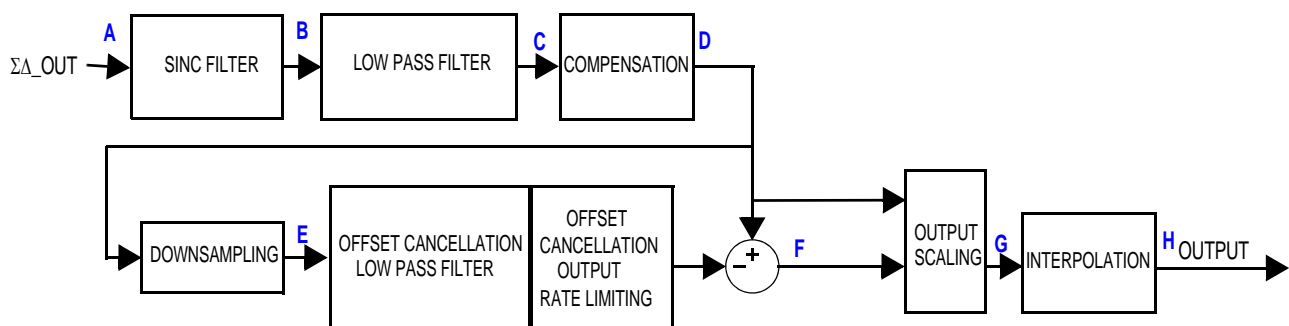 A
B
C
D
ΣΔ_OUT
SINC FILTER
LOW PASS FILTER
COMPENSATION
DOWNSAMPLING
E
OFFSET CANCELLATION
LOW PASS FILTER
OFFSET
CANCELLATION
OUTPUT
RATE LIMITING
+
−
F
OUTPUT
SCALING
G
INTERPOLATION
H
OUTPUT